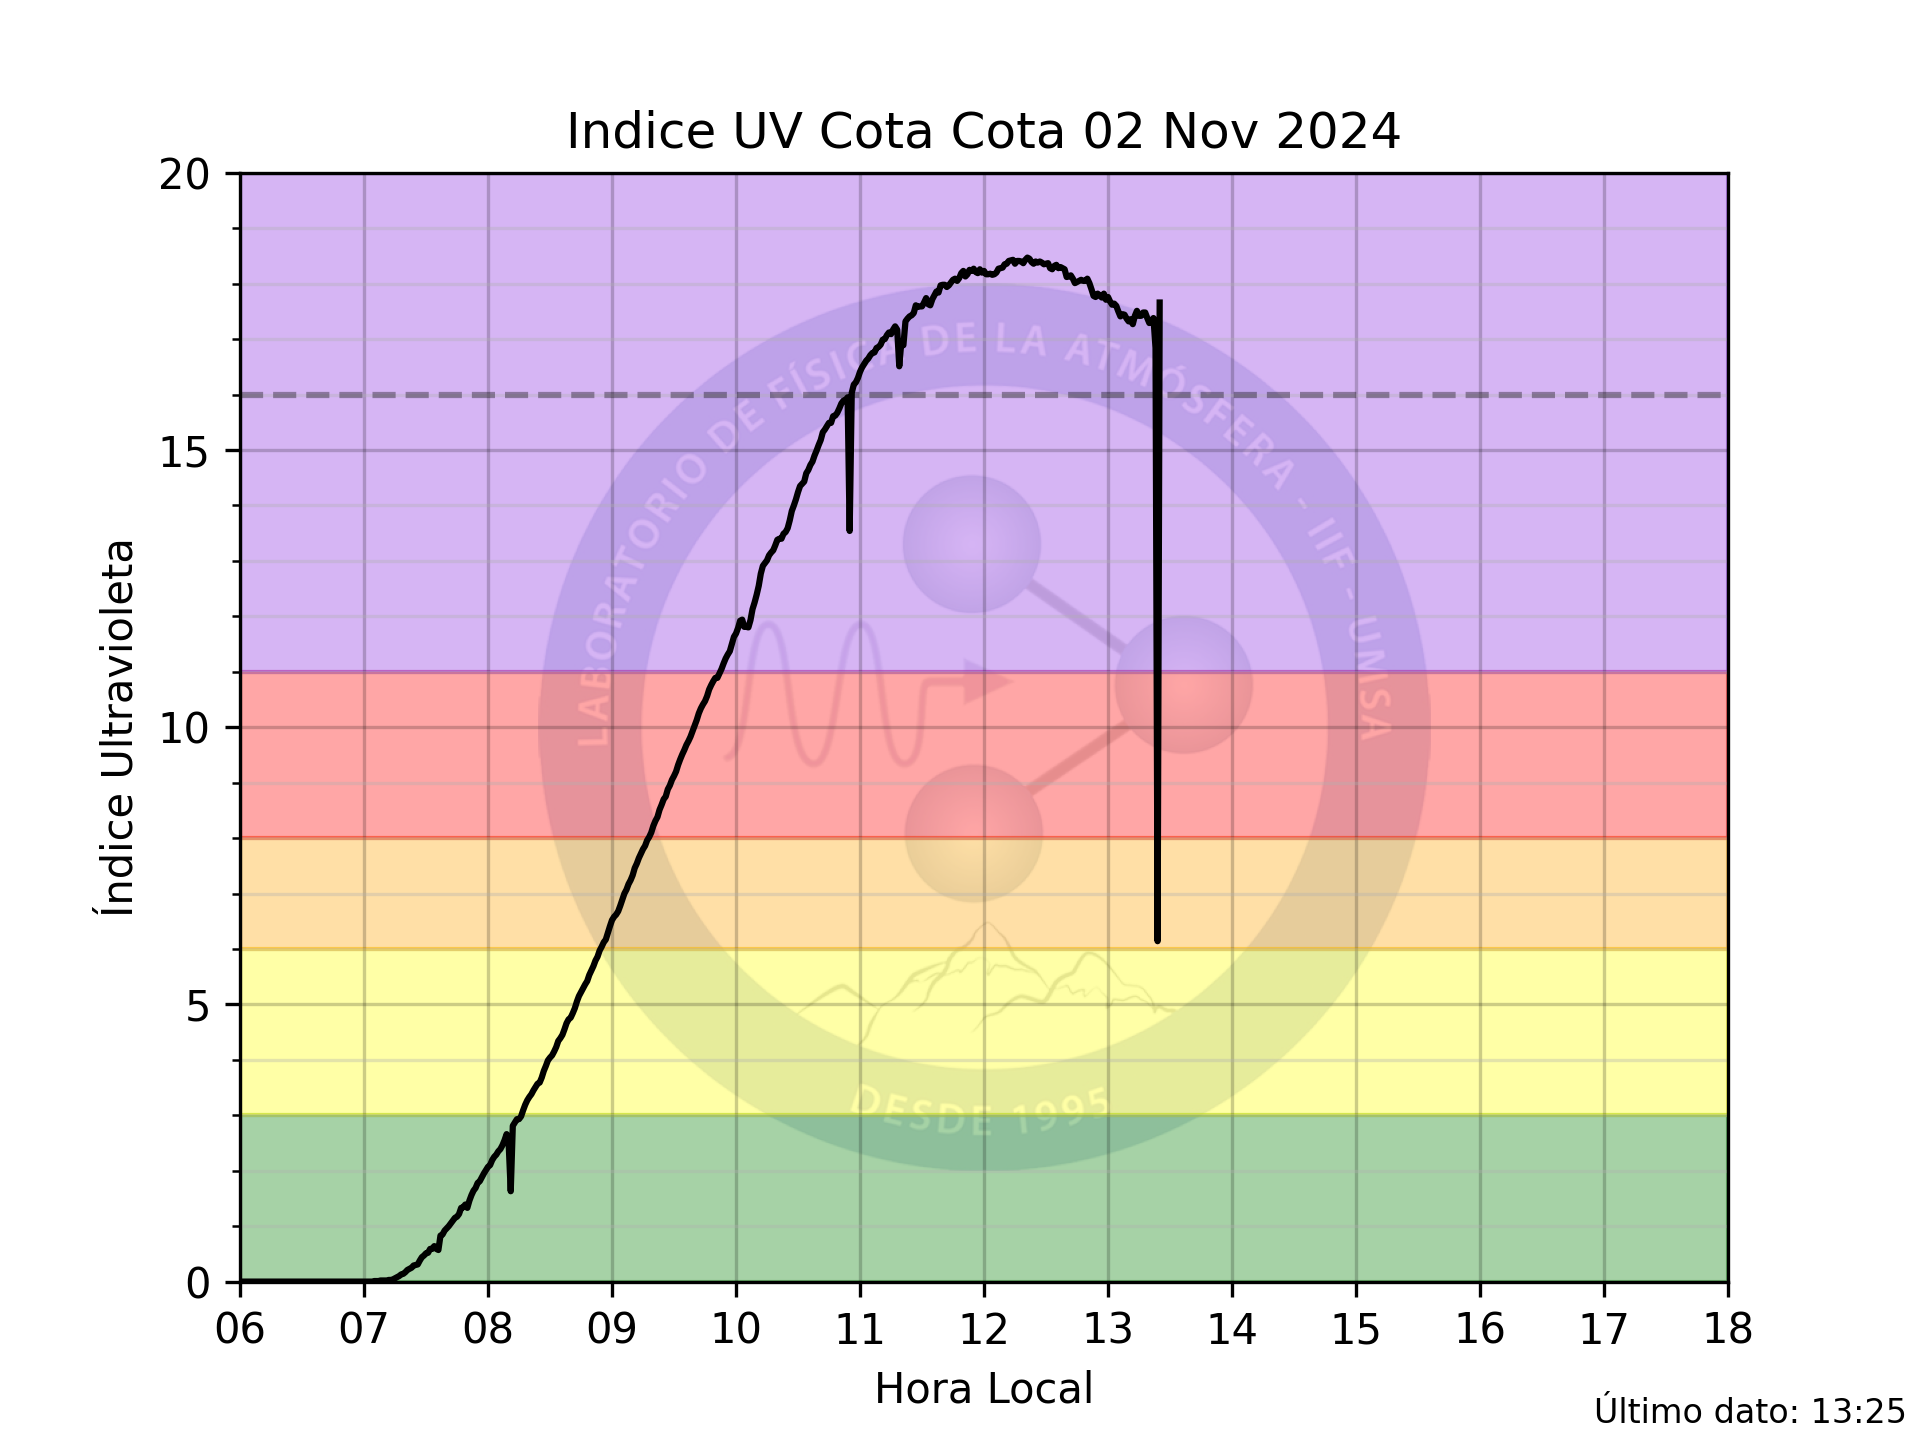 Indice UV Cota Cota 02 Nov 2024
20
15
10
5
0
Índice Ultravioleta
LABORATORIO DE FÍSICA DE LA ATMÓSFERA - IIF - UMSA
DESDE 1995
06 07 08 09 10 11 12 13 14 15 16 17 18
Hora Local
Último dato: 13:25